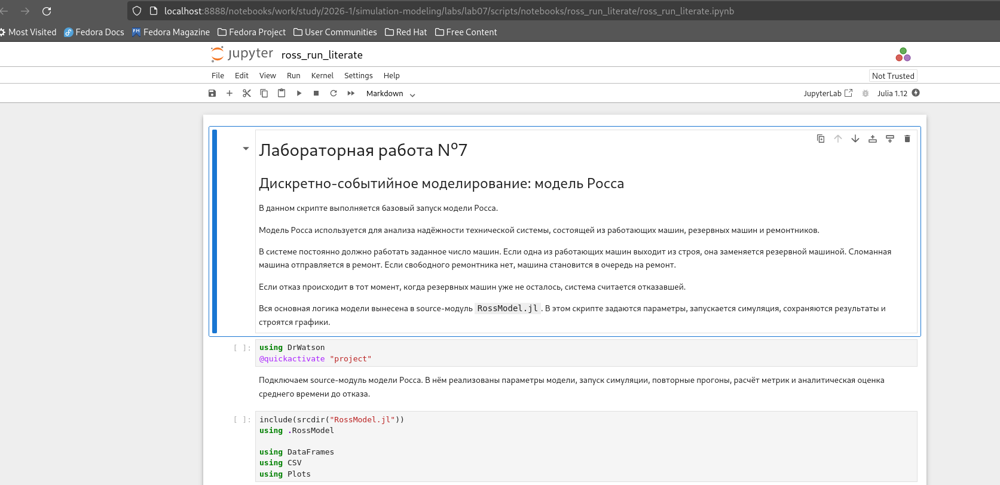 localhost:8888/notebooks/work/study/2026-1/simulation-modeling/labs/lab07/scripts/notebooks/ross_run_literate/ross_run_literate.ipynb
Most Visited Fedora Docs Fedora Magazine Fedora Project User Communities Red Hat Free Content
jupyter ross_run_literate
File Edit View Run Kernel Settings Help Not Trusted
Markdown JupyterLab Julia 1.12
Лабораторная работа №7
Дискретно-событийное моделирование: модель Росса
В данном скрипте выполняется базовый запуск модели Росса.
Модель Росса используется для анализа надёжности технической системы, состоящей из работающих машин, резервных машин и ремонтников.
В системе постоянно должно работать заданное число машин. Если одна из работающих машин выходит из строя, она заменяется резервной машиной. Сломанная
машина отправляется в ремонт. Если свободного ремонтника нет, машина становится в очередь на ремонт.
Если отказ происходит в тот момент, когда резервных машин уже не осталось, система считается отказавшей.
Вся основная логика модели вынесена в source-модуль RossModel.jl. В этом скрипте задаются параметры, запускается симуляция, сохраняются результаты и
строятся графики.
[ ]: using DrWatson
@quickactivate "project"
Подключаем source-модуль модели Росса. В нём реализованы параметры модели, запуск симуляции, повторные прогоны, расчёт метрик и аналитическая оценка
среднего времени до отказа.
[ ]: include(srcdir("RossModel.jl"))
using .RossModel
using DataFrames
using CSV
using Plots